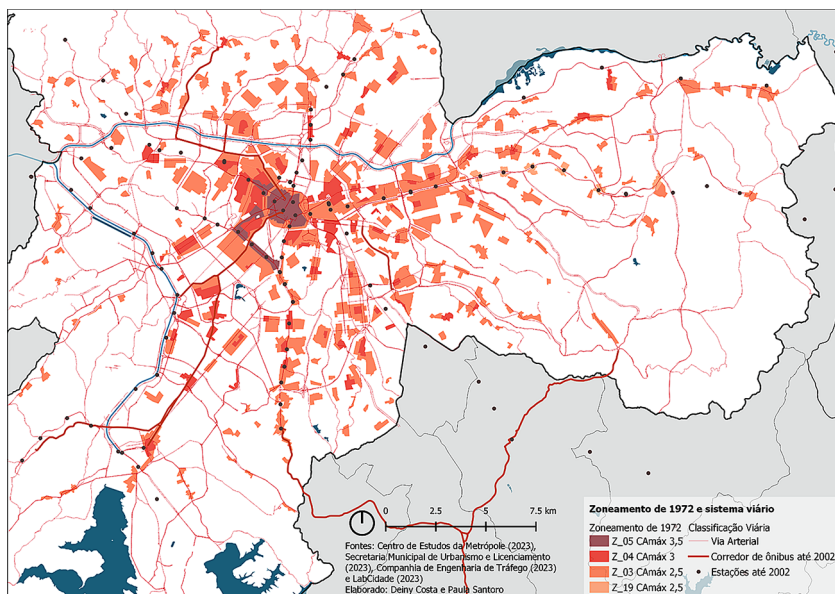 0 2.5 5 7.5 km
Fontes: Centro de Estudos da Metrópole (2023),
Secretaria Municipal de Urbanismo e Licenciamento
(2023), Companhia de Engenharia de Tráfego (2023)
e LabCidade (2023)
Elaborado: Deiny Costa e Paula Santoro
Zoneamento de 1972 e sistema viário
Zoneamento de 1972
Z_05 CAmáx 3,5
Z_04 CAmáx 3
Z_03 CAmáx 2,5
Z_19 CAmáx 2,5
Classificação Viária
Via Arterial
Corredor de ônibus até 2002
Estações até 2002